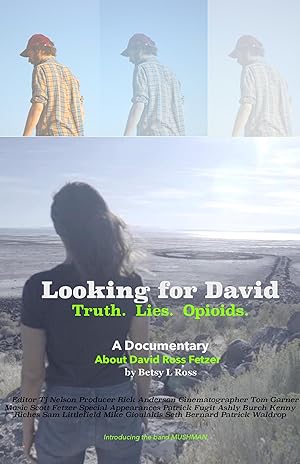 Looking for David
Truth. Lies. Opioids.
A Documentary
About David Ross Fetzer
by Betsy L Ross
Editor TJ Nelson Producer Rick Anderson Cinematographer Tom Garner
Music Scott Fetzer Special Appearances Patrick Fugit Ashly Burch Kenny
Riches Sam Littlefield Mike Gioulakis Seth Bernard Patrick Waldrop
Introducing the band MUSHMAN